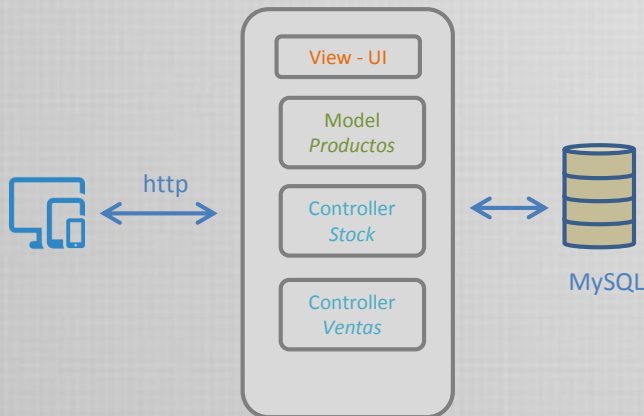 View - UI
Model
Productos
http
Controller
Stock
Controller
Ventas
MySQL